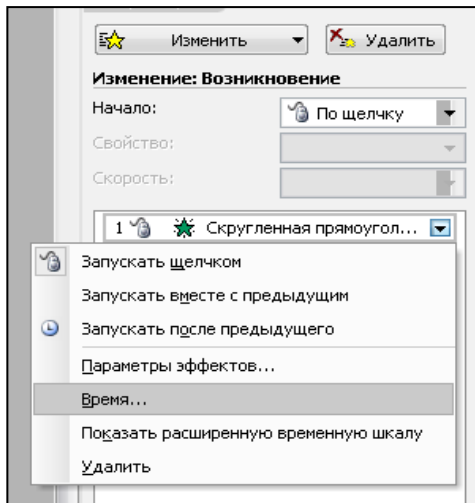 Изменить
Удалить
Изменение: Возникновение
Начало:
По щелчку
Свойство:
Скорость:
1 Скругленная прямоугол...
Запускать щелчком
Запускать вместе с предыдущим
Запускать после предыдущего
Параметры эффектов...
Время...
Показать расширенную временную шкалу
Удалить